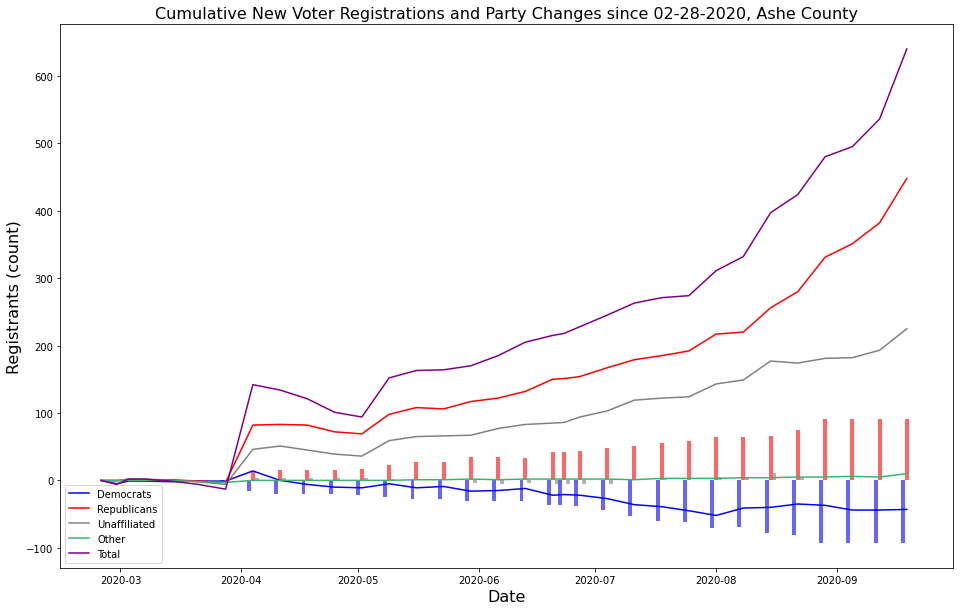 Cumulative New Voter Registrations and Party Changes since 02-28-2020, Ashe County
Registrants (count)
600
500
400
300
200
100
0
−100
Democrats
Republicans
Unaffiliated
Other
Total
2020-03 2020-04 2020-05 2020-06 2020-07 2020-08 2020-09
Date